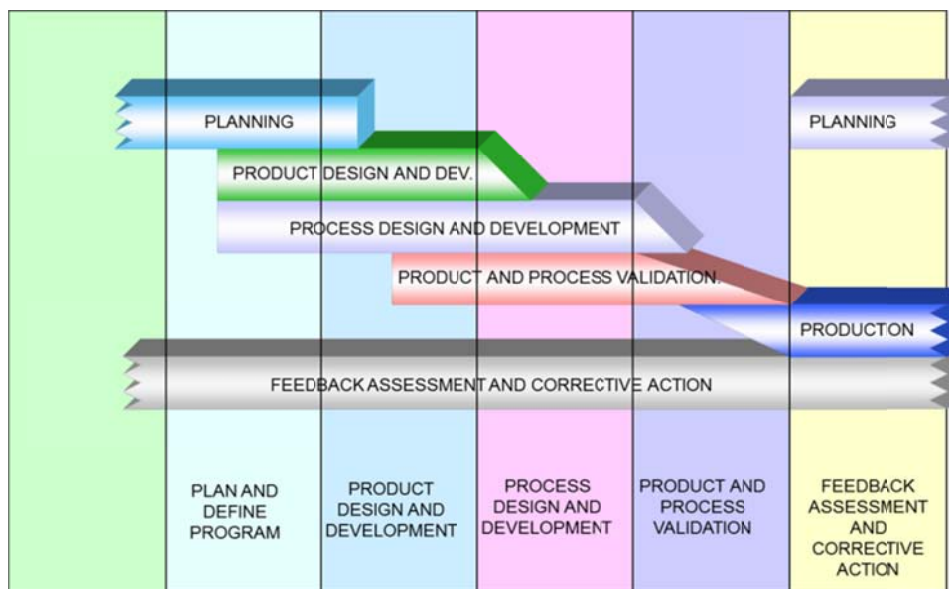 PLANNING
PLANNING
PRODUCT DESIGN AND DEV.
PROCESS DESIGN AND DEVELOPMENT
PRODUCT AND PROCESS VALIDATION.
PRODUCTON
FEEDBACK ASSESSMENT AND CORRECTIVE ACTION
PLAN AND
DEFINE
PROGRAM
PRODUCT
DESIGN AND
DEVELOPMENT
PROCESS
DESIGN AND
DEVELOPMENT
PRODUCT AND
PROCESS
VALIDATION
FEEDBACK
ASSESSMENT
AND
CORRECTIVE
ACTION